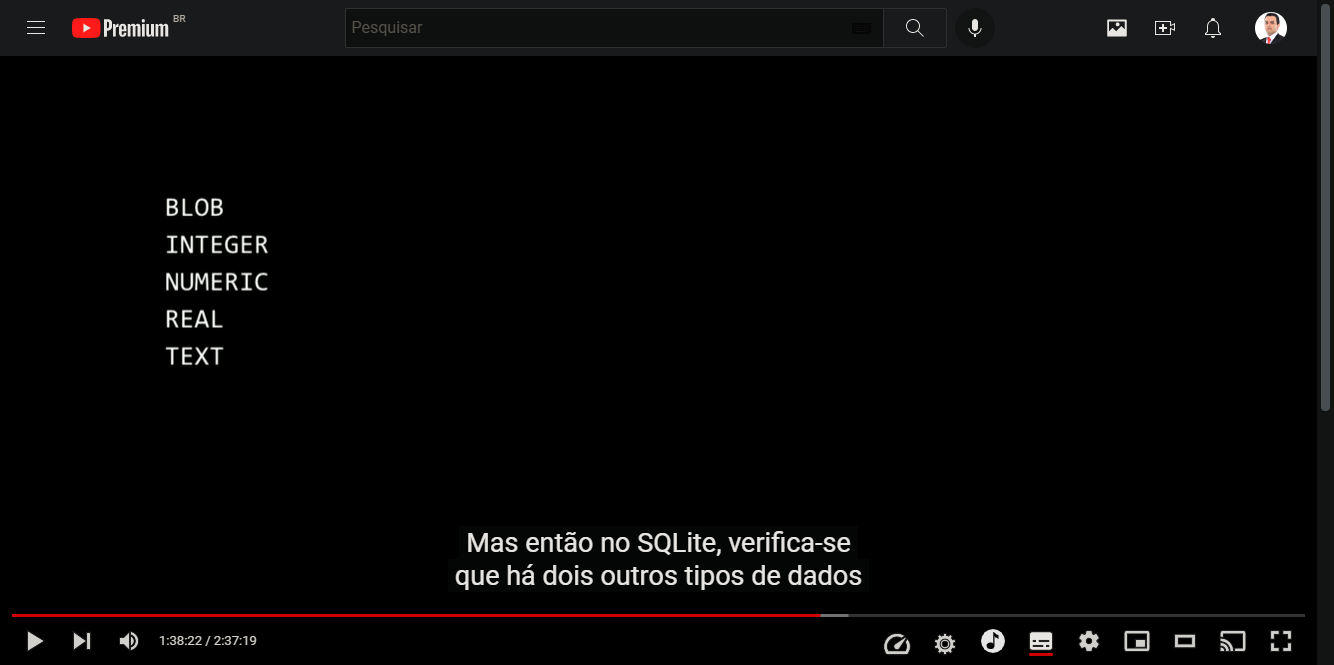 Premium BR
Pesquisar
BLOB
INTEGER
NUMERIC
REAL
TEXT
Mas então no SQLite, verifica-se
que há dois outros tipos de dados
1:38:22 / 2:37:19